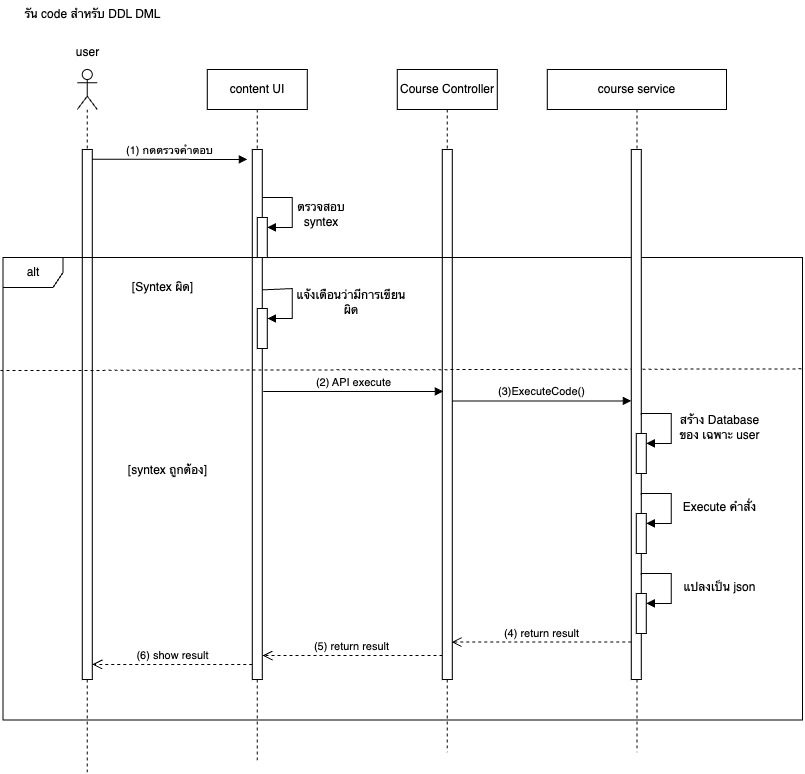 รัน code สำหรับ DDL DML
user
content UI
Course Controller
course service
(1) กดตรวจคำตอบ
ตรวจสอบ
syntex
alt
[Syntex ผิด]
แจ้งเตือนว่ามีการเขียน
ผิด
(2) API execute
(3)ExecuteCode()
สร้าง Database
ของ เฉพาะ user
[syntex ถูกต้อง]
Execute คำสั่ง
แปลงเป็น json
(4) return result
(5) return result
(6) show result